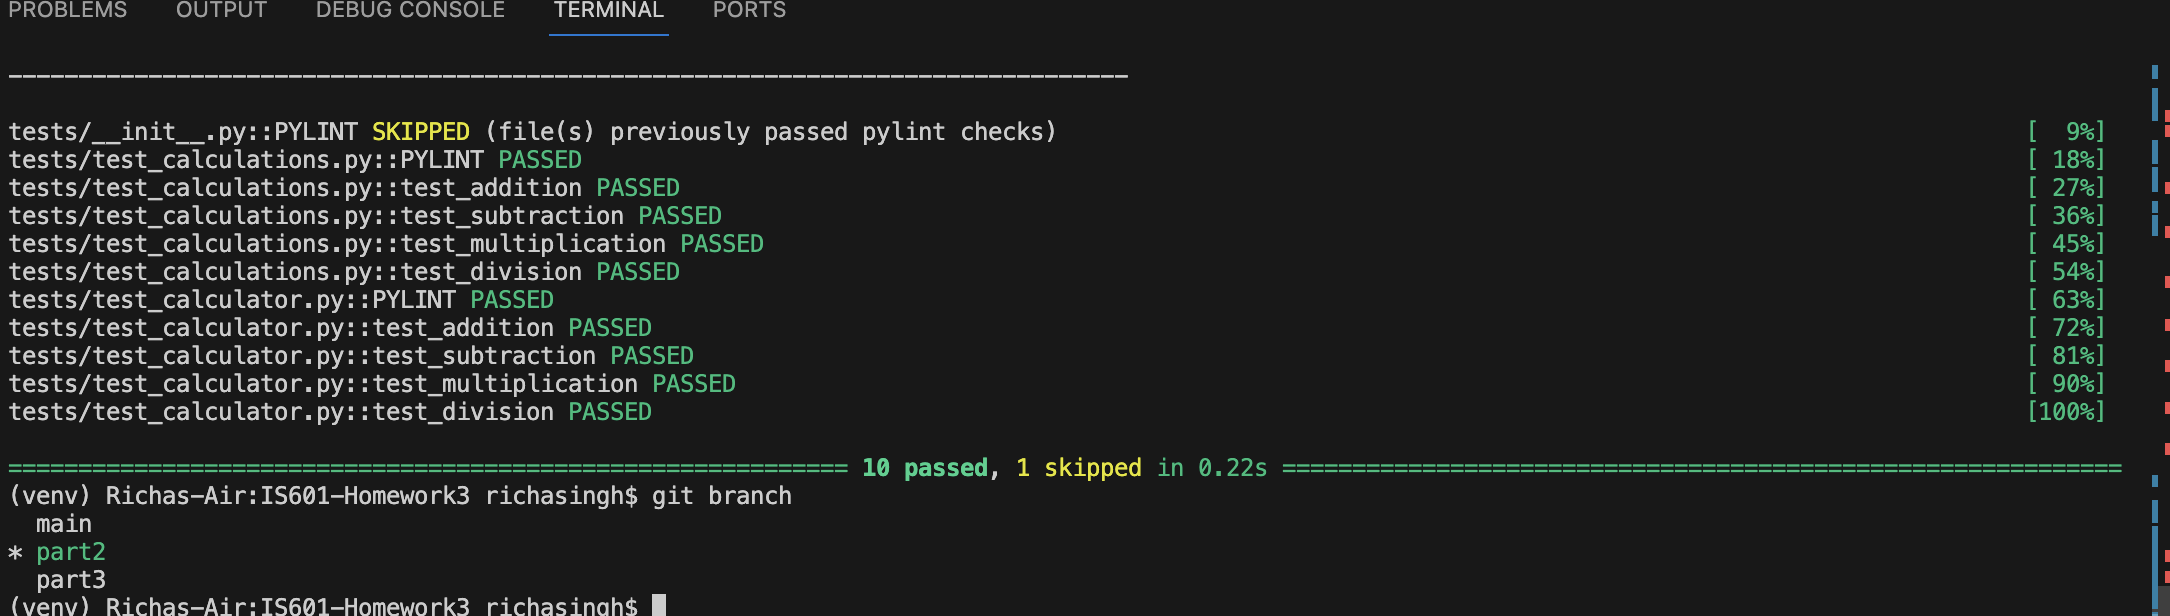 PROBLEMS OUTPUT DEBUG CONSOLE TERMINAL PORTS
--------------------------------------------------------------------------------
tests/__init__.py::PYLINT SKIPPED (file(s) previously passed pylint checks) [  9%]
tests/test_calculations.py::PYLINT PASSED [ 18%]
tests/test_calculations.py::test_addition PASSED [ 27%]
tests/test_calculations.py::test_subtraction PASSED [ 36%]
tests/test_calculations.py::test_multiplication PASSED [ 45%]
tests/test_calculations.py::test_division PASSED [ 54%]
tests/test_calculator.py::PYLINT PASSED [ 63%]
tests/test_calculator.py::test_addition PASSED [ 72%]
tests/test_calculator.py::test_subtraction PASSED [ 81%]
tests/test_calculator.py::test_multiplication PASSED [ 90%]
tests/test_calculator.py::test_division PASSED [100%]
============================================================ 10 passed, 1 skipped in 0.22s ============================================================
(venv) Richas-Air:IS601-Homework3 richasingh$ git branch
  main
* part2
  part3
(venv) Richas-Air:IS601-Homework3 richasingh$